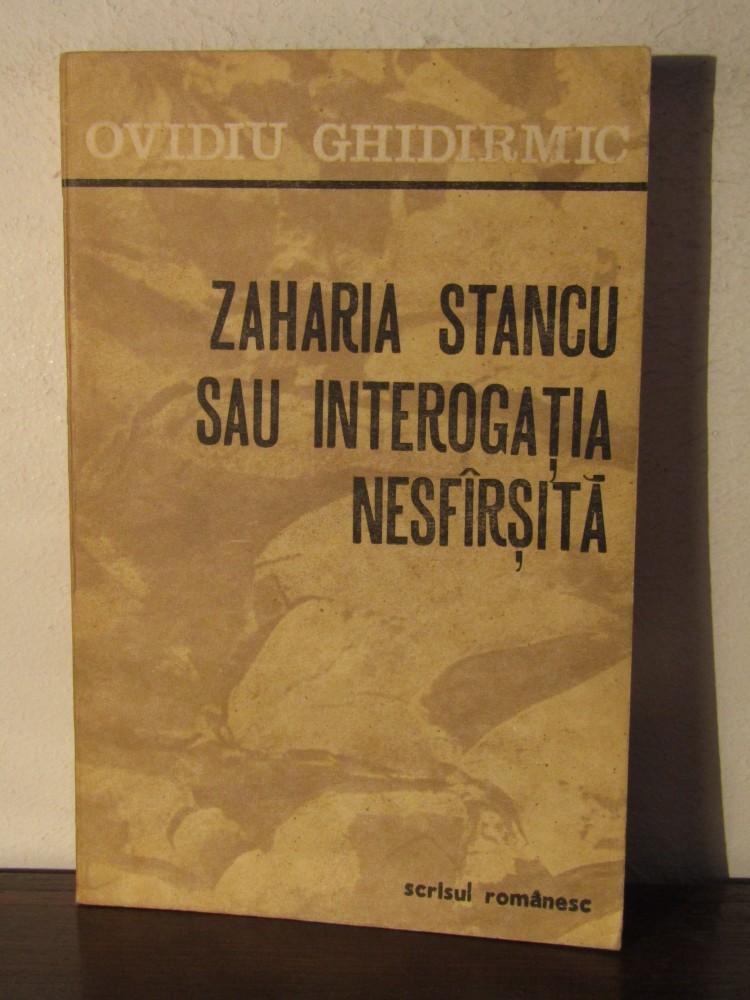 OVIDIU GHIDIRMIC
ZAHARIA STANCU
SAU INTEROGAȚIA
NESFÎRȘITĂ
scrisul românesc